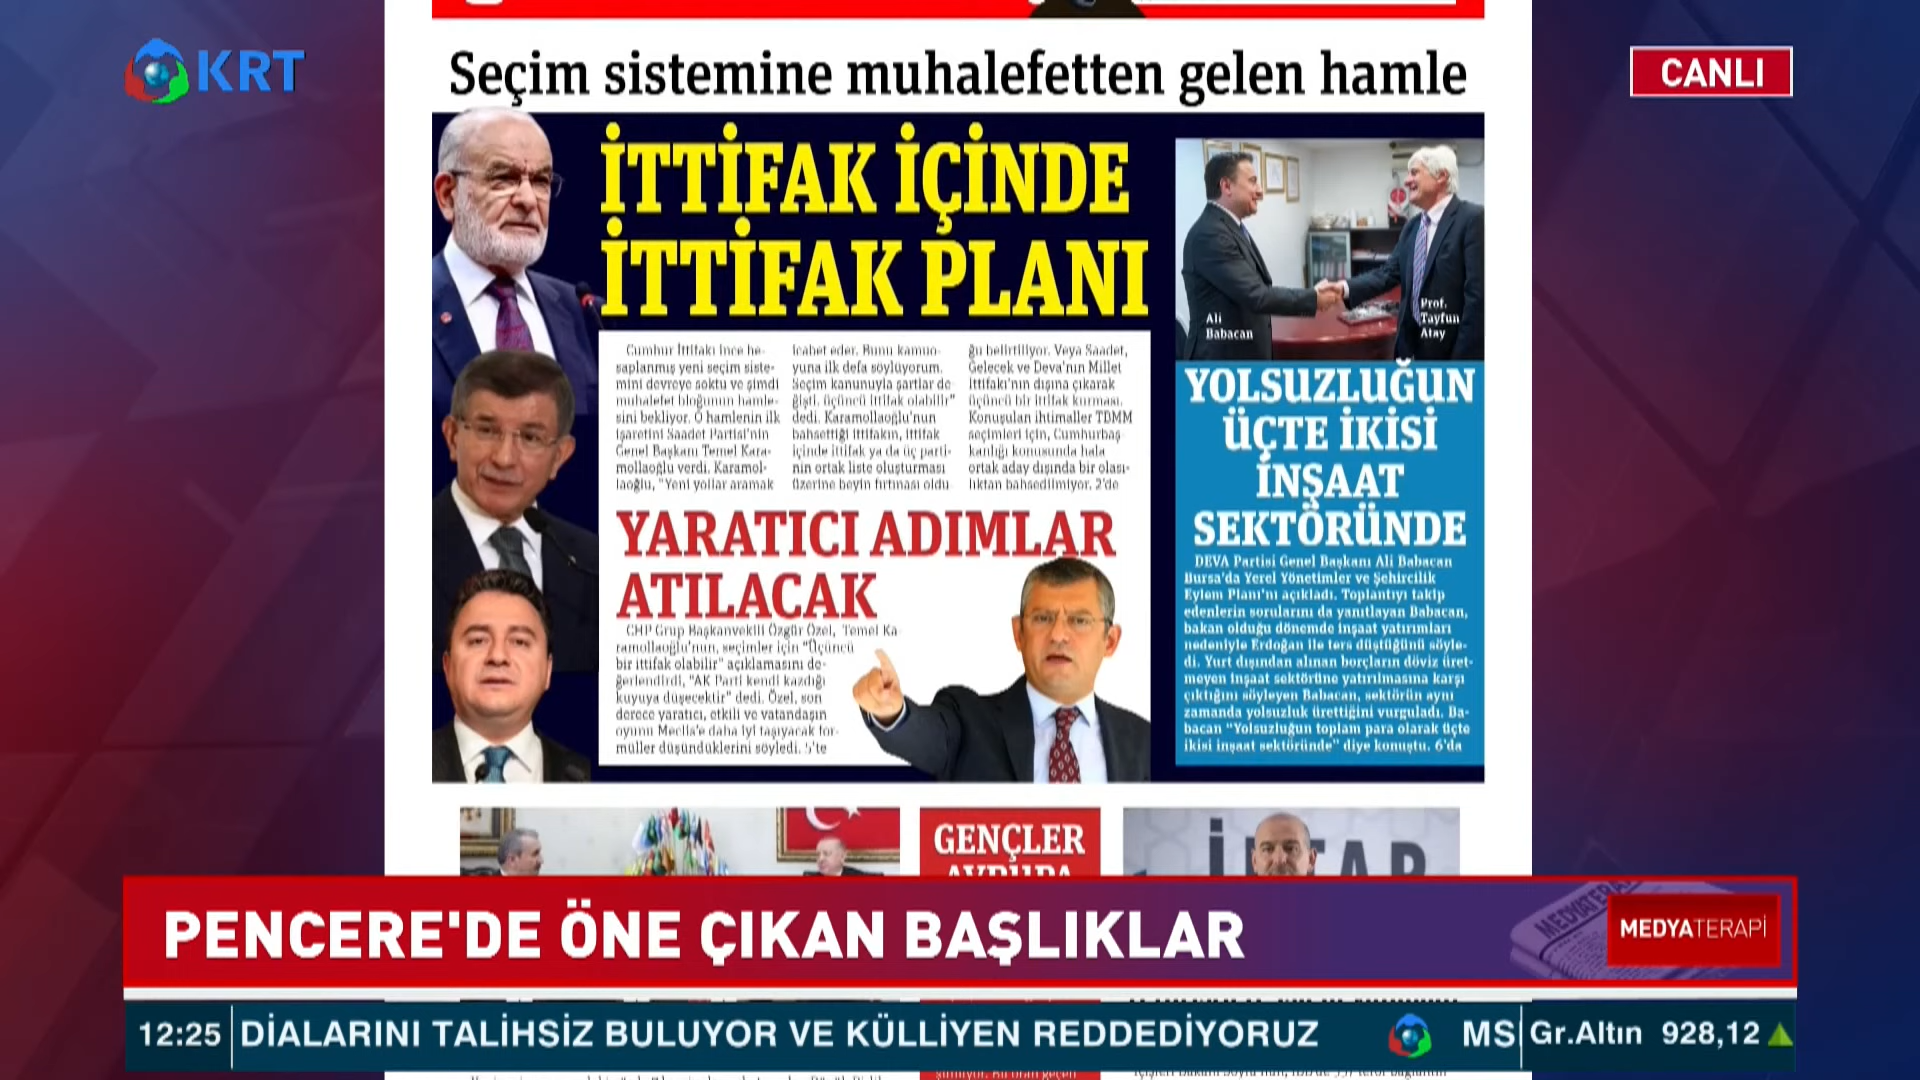 KRT
CANLI
Seçim sistemine muhalefetten gelen hamle
İTTİFAK İÇİNDE
İTTİFAK PLANI
Cumhur İttifakı ince he-
saplanmış yeni seçim siste-
mini devreye soktu ve şimdi
muhalefet bloğunun hamle-
sini bekliyor. O hamlenin ilk
işaretini Saadet Partisi'nin
Genel Başkanı Temel Kara-
mollaoğlu verdi. Karamol-
laoğlu, "Yeni yollar aramak
icabet eder. Bunu kamuo-
yuna ilk defa söylüyorum.
Seçim kanunuyla şartlar de-
ğişti, üçüncü ittifak olabilir"
dedi. Karamollaoğlu'nun
bahsettiği ittifakın, ittifak
içinde ittifak ya da üç parti-
nin ortak liste oluşturması
üzerine beyin fırtınası oldu-
ğu belirtiliyor. Veya Saadet,
Gelecek ve Deva'nın Millet
İttifakı'nın dışına çıkarak
üçüncü bir ittifak kurması.
Konuşulan ihtimaller TBMM
seçimleri için, Cumhurbaş-
kanlığı konusunda hala
ortak aday dışında bir olası-
lıktan bahsedilmiyor. 2'de
YARATICI ADIMLAR
ATILACAK
CHP Grup Başkanvekili Özgür Özel, Temel Ka-
ramollaoğlu'nun, seçimler için "Üçüncü
bir ittifak olabilir" açıklamasını de-
ğerlendirdi, "AK Parti kendi kazdığı
kuyuya düşecektir" dedi. Özel, son
derece yaratıcı, etkili ve vatandaşın
oyunu Meclis'e daha iyi taşıyacak for-
müller düşündüklerini söyledi. 5'te
Ali
Babacan
Prof.
Tayfun
Atay
YOLSUZLUĞUN
ÜÇTE İKİSİ
İNŞAAT
SEKTÖRÜNDE
DEVA Partisi Genel Başkanı Ali Babacan
Bursa'da Yerel Yönetimler ve Şehircilik
Eylem Planı'nı açıkladı. Toplantıyı takip
edenlerin sorularını da yanıtlayan Babacan,
bakan olduğu dönemde inşaat yatırımları
nedeniyle Erdoğan ile ters düştüğünü söyle-
di. Yurt dışından alınan borçların döviz üret-
meyen inşaat sektörüne yatırılmasına karşı
çıktığını söyleyen Babacan, sektörün aynı
zamanda yolsuzluk ürettiğini vurguladı. Ba-
bacan "Yolsuzluğun toplam para olarak üçte
ikisi inşaat sektöründe" diye konuştu. 6'da
GENÇLER
AVRUPA
PENCERE'DE ÖNE ÇIKAN BAŞLIKLAR
MEDYATERAPİ
12:25 DİALARINI TALİHSİZ BULUYOR VE KÜLLİYEN REDDEDİYORUZ MS Gr.Altın 928,12